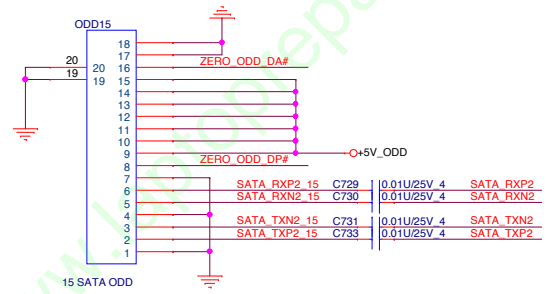 ODD15
18
17
20 20 16 ZERO_ODD_DA#
19 19 15
14
13
12
11
10
9 +5V_ODD
8 ZERO_ODD_DP#
7
6 SATA_RXP2_15 C729 0.01U/25V_4 SATA_RXP2
5 SATA_RXN2_15 C730 0.01U/25V_4 SATA_RXN2
4
3 SATA_TXN2_15 C731 0.01U/25V_4 SATA_TXN2
2 SATA_TXP2_15 C733 0.01U/25V_4 SATA_TXP2
1
15 SATA ODD